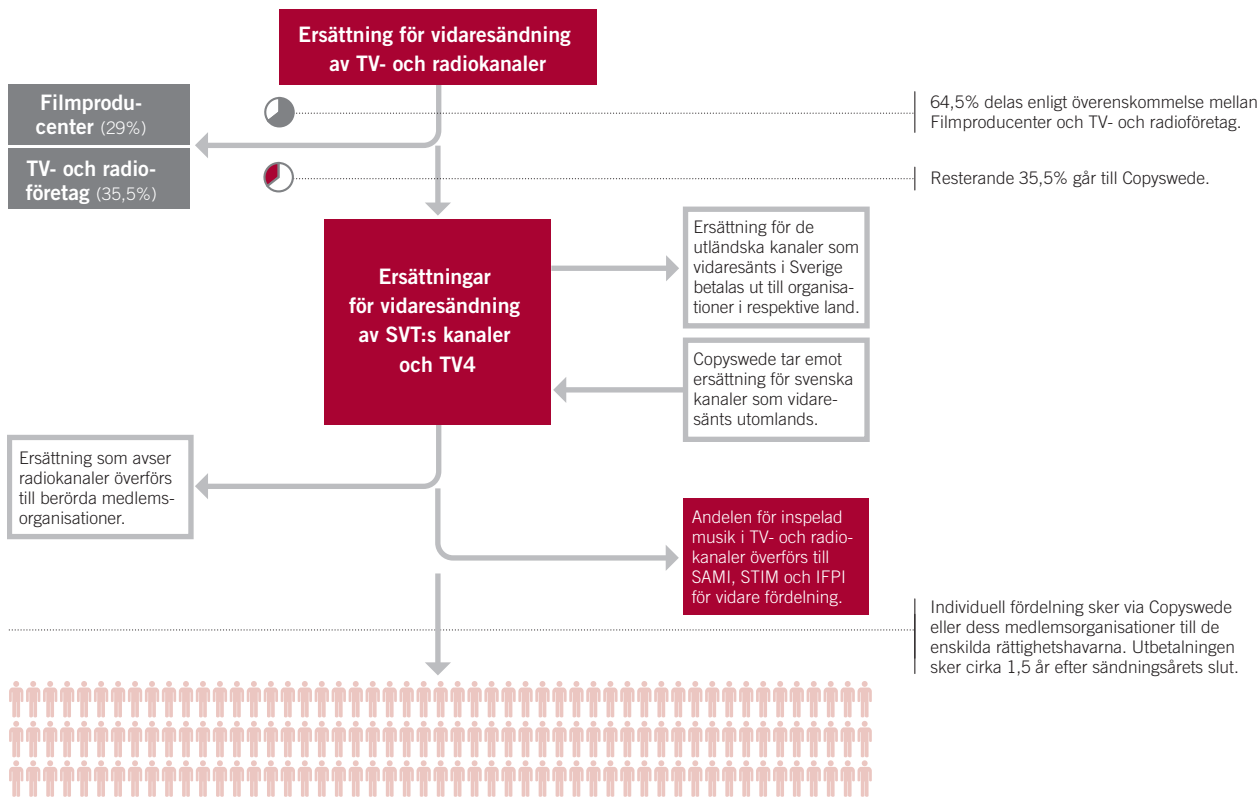 Ersättning för vidaresändning
av TV- och radiokanaler
Filmprodu-
center (29%)
TV- och radio-
företag (35,5%)
64,5% delas enligt överenskommelse mellan
Filmproducenter och TV- och radioföretag.
Resterande 35,5% går till Copyswede.
Ersättningar
för vidaresändning
av SVT:s kanaler
och TV4
Ersättning för de
utländska kanaler som
vidaresänts i Sverige
betalas ut till organisa-
tioner i respektive land.
Copyswede tar emot
ersättning för svenska
kanaler som vidare-
sänts utomlands.
Ersättning som avser
radiokanaler överförs
till berörda medlems-
organisationer.
Andelen för inspelad
musik i TV- och radio-
kanaler överförs till
SAMI, STIM och IFPI
för vidare fördelning.
Individuell fördelning sker via Copyswede
eller dess medlemsorganisationer till de
enskilda rättighetshavarna. Utbetalningen
sker cirka 1,5 år efter sändningsårets slut.